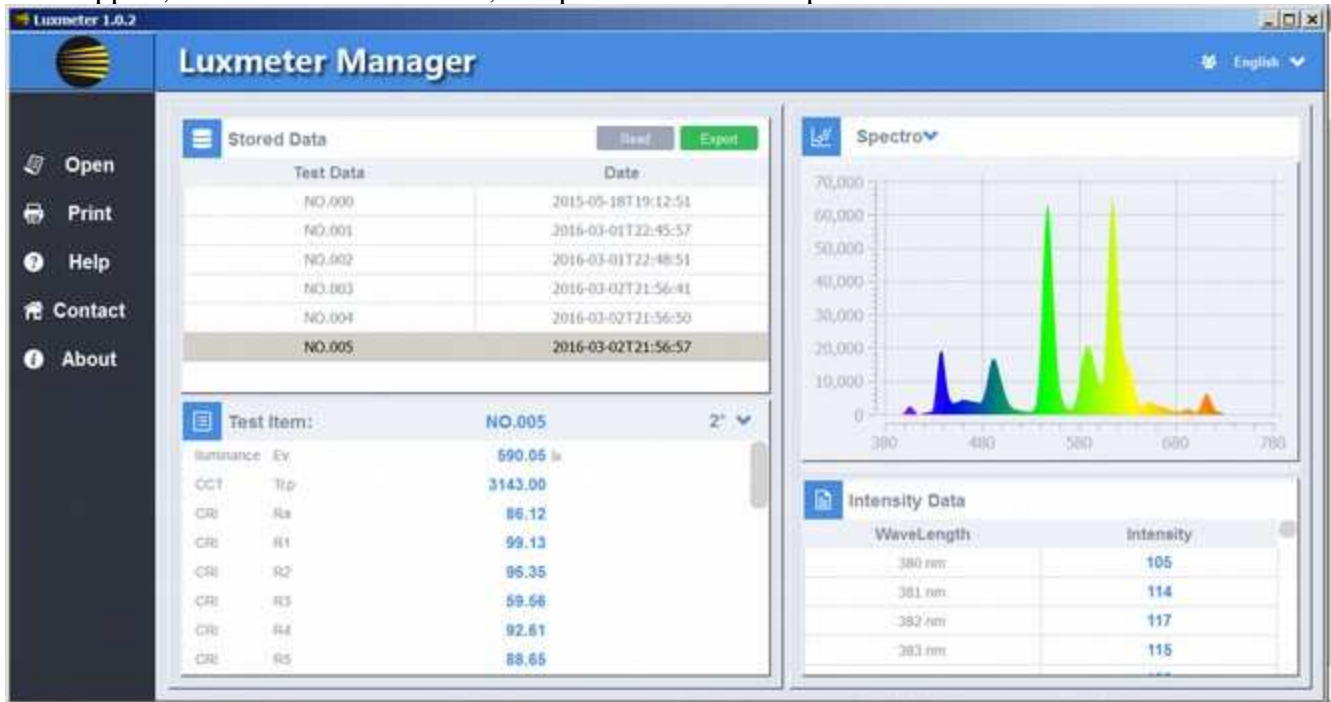 Luxmeter 1.0.2
Luxmeter Manager
English
Open
Print
Help
Contact
About
Stored Data
Read
Export
Test Data Date
NO.000 2015-05-18T19:12:51
NO.001 2016-03-01T22:45:57
NO.002 2016-03-01T22:48:51
NO.003 2016-03-02T21:56:41
NO.004 2016-03-02T21:56:50
NO.005 2016-03-02T21:56:57
Test Item: NO.005 2°
Iluminance Ev 590.05 lx
CCT Tcp 3143.00
CRI Ra 86.12
CRI R1 99.13
CRI R2 96.35
CRI R3 59.56
CRI R4 92.61
CRI R5 88.65
Spectro
70,000
60,000
50,000
40,000
30,000
20,000
10,000
0
380 480 580 680 780
Intensity Data
WaveLength Intensity
380 nm 105
381 nm 114
382 nm 117
383 nm 115